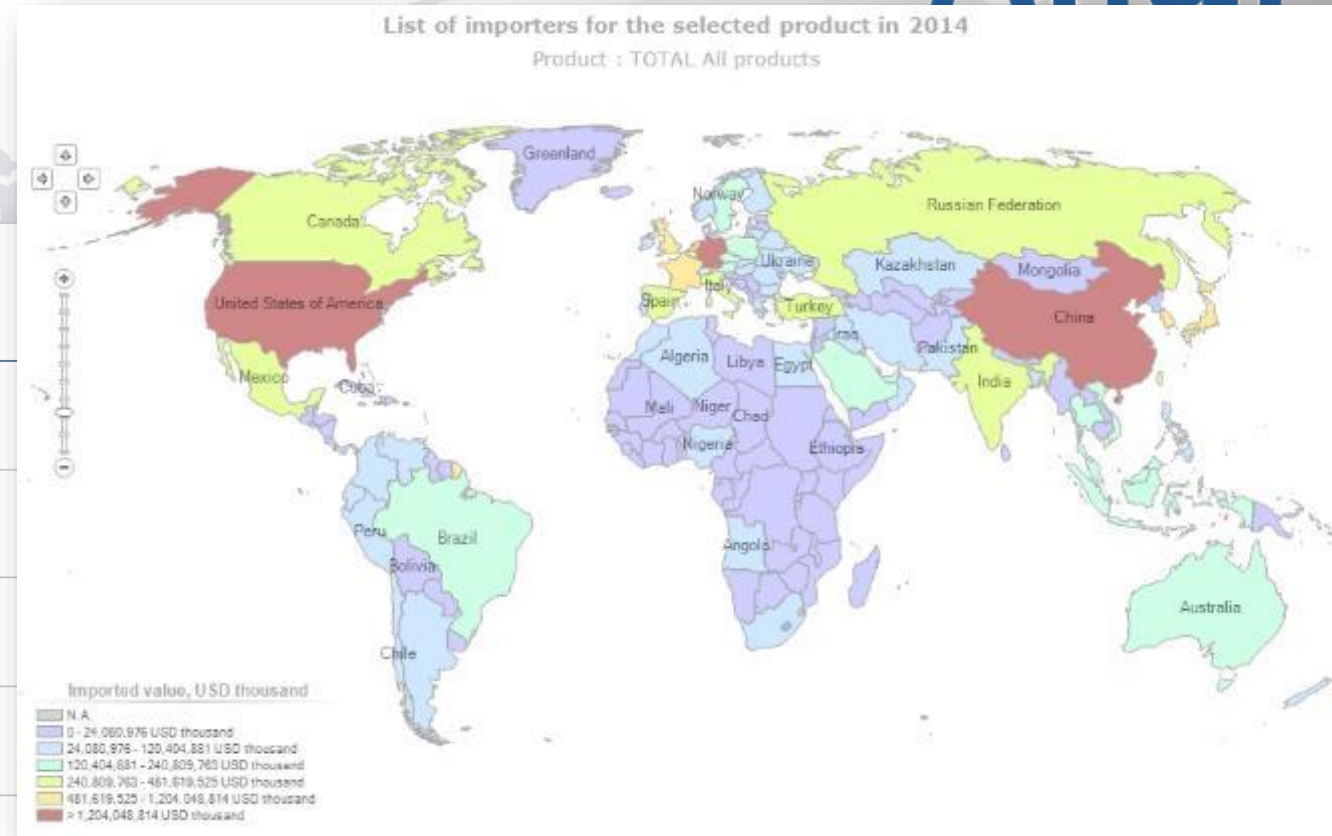 List of importers for the selected product in 2014
Product : TOTAL All products
Greenland
Norway
Russian Federation
Canada
Ukraine
Kazakhstan
Mongolia
United States of America
Spain
Italy
Turkey
China
Iraq
Algeria
Libya
Egypt
Pakistan
India
Mexico
Cuba
Mali
Niger
Chad
Nigeria
Ethiopia
Peru
Brazil
Angola
Bolivia
Australia
Chile
Imported value, USD thousand
N.A.
0 - 24,080,976 USD thousand
24,080,976 - 120,404,881 USD thousand
120,404,881 - 240,809,763 USD thousand
240,809,763 - 481,619,525 USD thousand
481,619,525 - 1,204,048,814 USD thousand
> 1,204,048,814 USD thousand